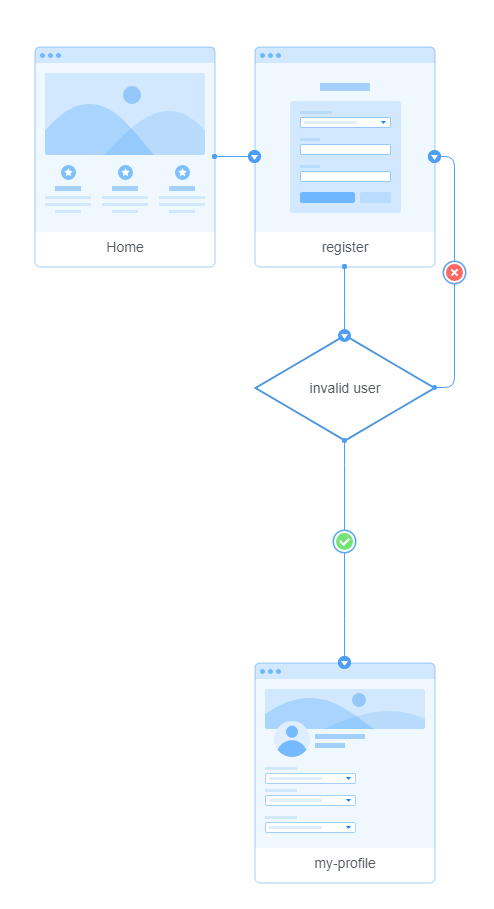 Home
register
invalid user
my-profile